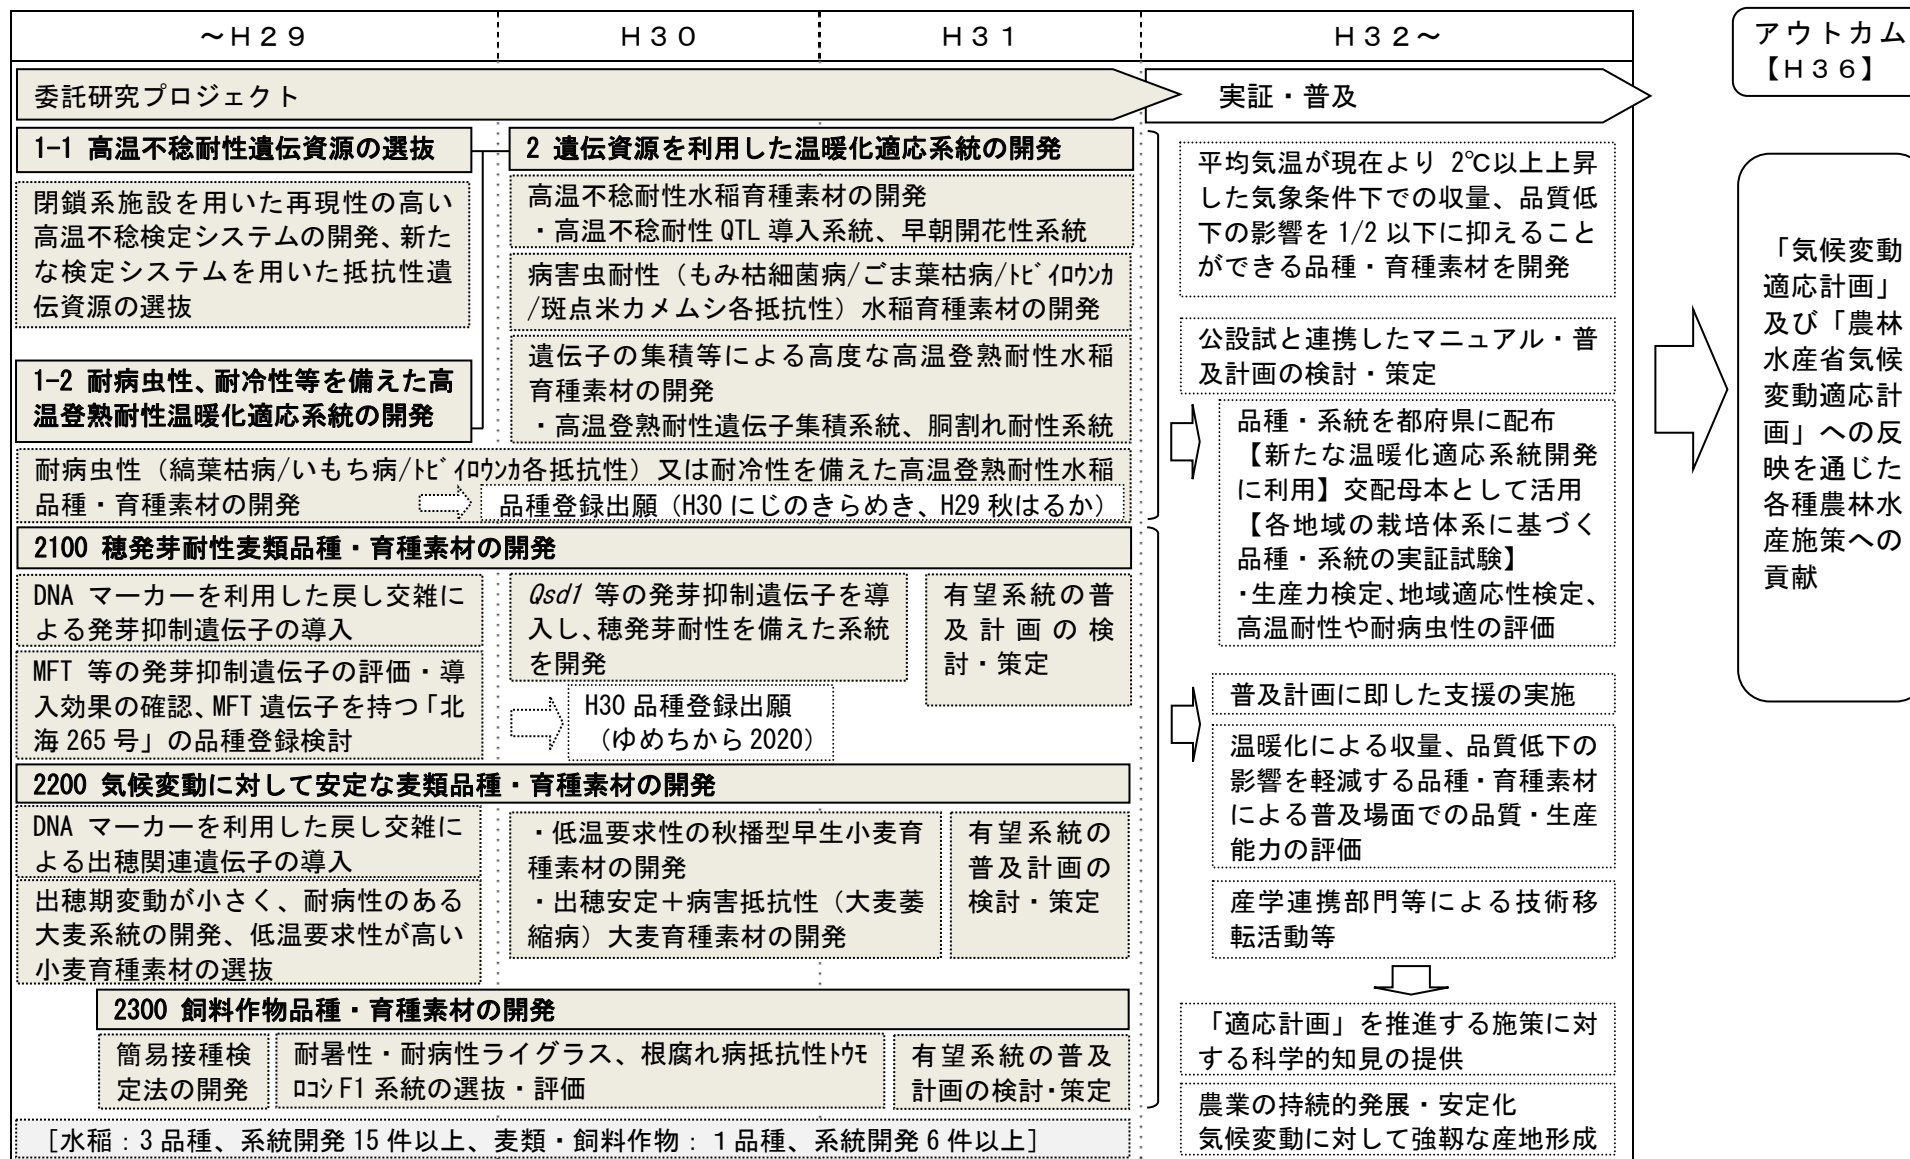 ～Ｈ２９
Ｈ３０
Ｈ３１
Ｈ３２～
アウトカム
【Ｈ３６】
委託研究プロジェクト
実証・普及
1-1 高温不稔耐性遺伝資源の選抜
閉鎖系施設を用いた再現性の高い
高温不稔検定システムの開発、新た
な検定システムを用いた抵抗性遺
伝資源の選抜
1-2 耐病虫性、耐冷性等を備えた高
温登熟耐性温暖化適応系統の開発
2 遺伝資源を利用した温暖化適応系統の開発
高温不稔耐性水稲育種素材の開発
・高温不稔耐性 QTL 導入系統、早朝開花性系統
病害虫耐性（もみ枯細菌病/ごま葉枯病/ﾄﾋﾞｲﾛｳﾝｶ
/斑点米カメムシ各抵抗性）水稲育種素材の開発
遺伝子の集積等による高度な高温登熟耐性水稲
育種素材の開発
・高温登熟耐性遺伝子集積系統、胴割れ耐性系統
耐病虫性（縞葉枯病/いもち病/ﾄﾋﾞｲﾛｳﾝｶ各抵抗性）又は耐冷性を備えた高温登熟耐性水稲
品種・育種素材の開発
品種登録出願（H30 にじのきらめき、H29 秋はるか）
2100 穂発芽耐性麦類品種・育種素材の開発
DNA マーカーを利用した戻し交雑に
よる発芽抑制遺伝子の導入
MFT 等の発芽抑制遺伝子の評価・導
入効果の確認、MFT 遺伝子を持つ「北
海 265 号」の品種登録検討
Qsd1 等の発芽抑制遺伝子を導
入し、穂発芽耐性を備えた系統
を開発
H30 品種登録出願
（ゆめちから 2020）
有望系統の普
及計画の検
討・策定
2200 気候変動に対して安定な麦類品種・育種素材の開発
DNA マーカーを利用した戻し交雑に
よる出穂関連遺伝子の導入
出穂期変動が小さく、耐病性のある
大麦系統の開発、低温要求性が高い
小麦育種素材の選抜
・低温要求性の秋播型早生小麦育
種素材の開発
・出穂安定＋病害抵抗性（大麦萎
縮病）大麦育種素材の開発
有望系統の
普及計画の
検討・策定
2300 飼料作物品種・育種素材の開発
簡易接種検
定法の開発
耐暑性・耐病性ライグラス、根腐れ病抵抗性ﾄｳﾓ
ﾛｺｼ F1 系統の選抜・評価
有望系統の普及
計画の検討・策定
［水稲：3 品種、系統開発 15 件以上、麦類・飼料作物：１品種、系統開発 6 件以上］
平均気温が現在より 2℃以上上昇
した気象条件下での収量、品質低
下の影響を 1/2 以下に抑えること
ができる品種・育種素材を開発
公設試と連携したマニュアル・普
及計画の検討・策定
品種・系統を都府県に配布
【新たな温暖化適応系統開発
に利用】交配母本として活用
【各地域の栽培体系に基づく
品種・系統の実証試験】
・生産力検定、地域適応性検定、
高温耐性や耐病虫性の評価
普及計画に即した支援の実施
温暖化による収量、品質低下の
影響を軽減する品種・育種素材
による普及場面での品質・生産
能力の評価
産学連携部門等による技術移
転活動等
「適応計画」を推進する施策に対
する科学的知見の提供
農業の持続的発展・安定化
気候変動に対して強靱な産地形成
「気候変動
適応計画」
及び「農林
水産省気候
変動適応計
画」への反
映を通じた
各種農林水
産施策への
貢献